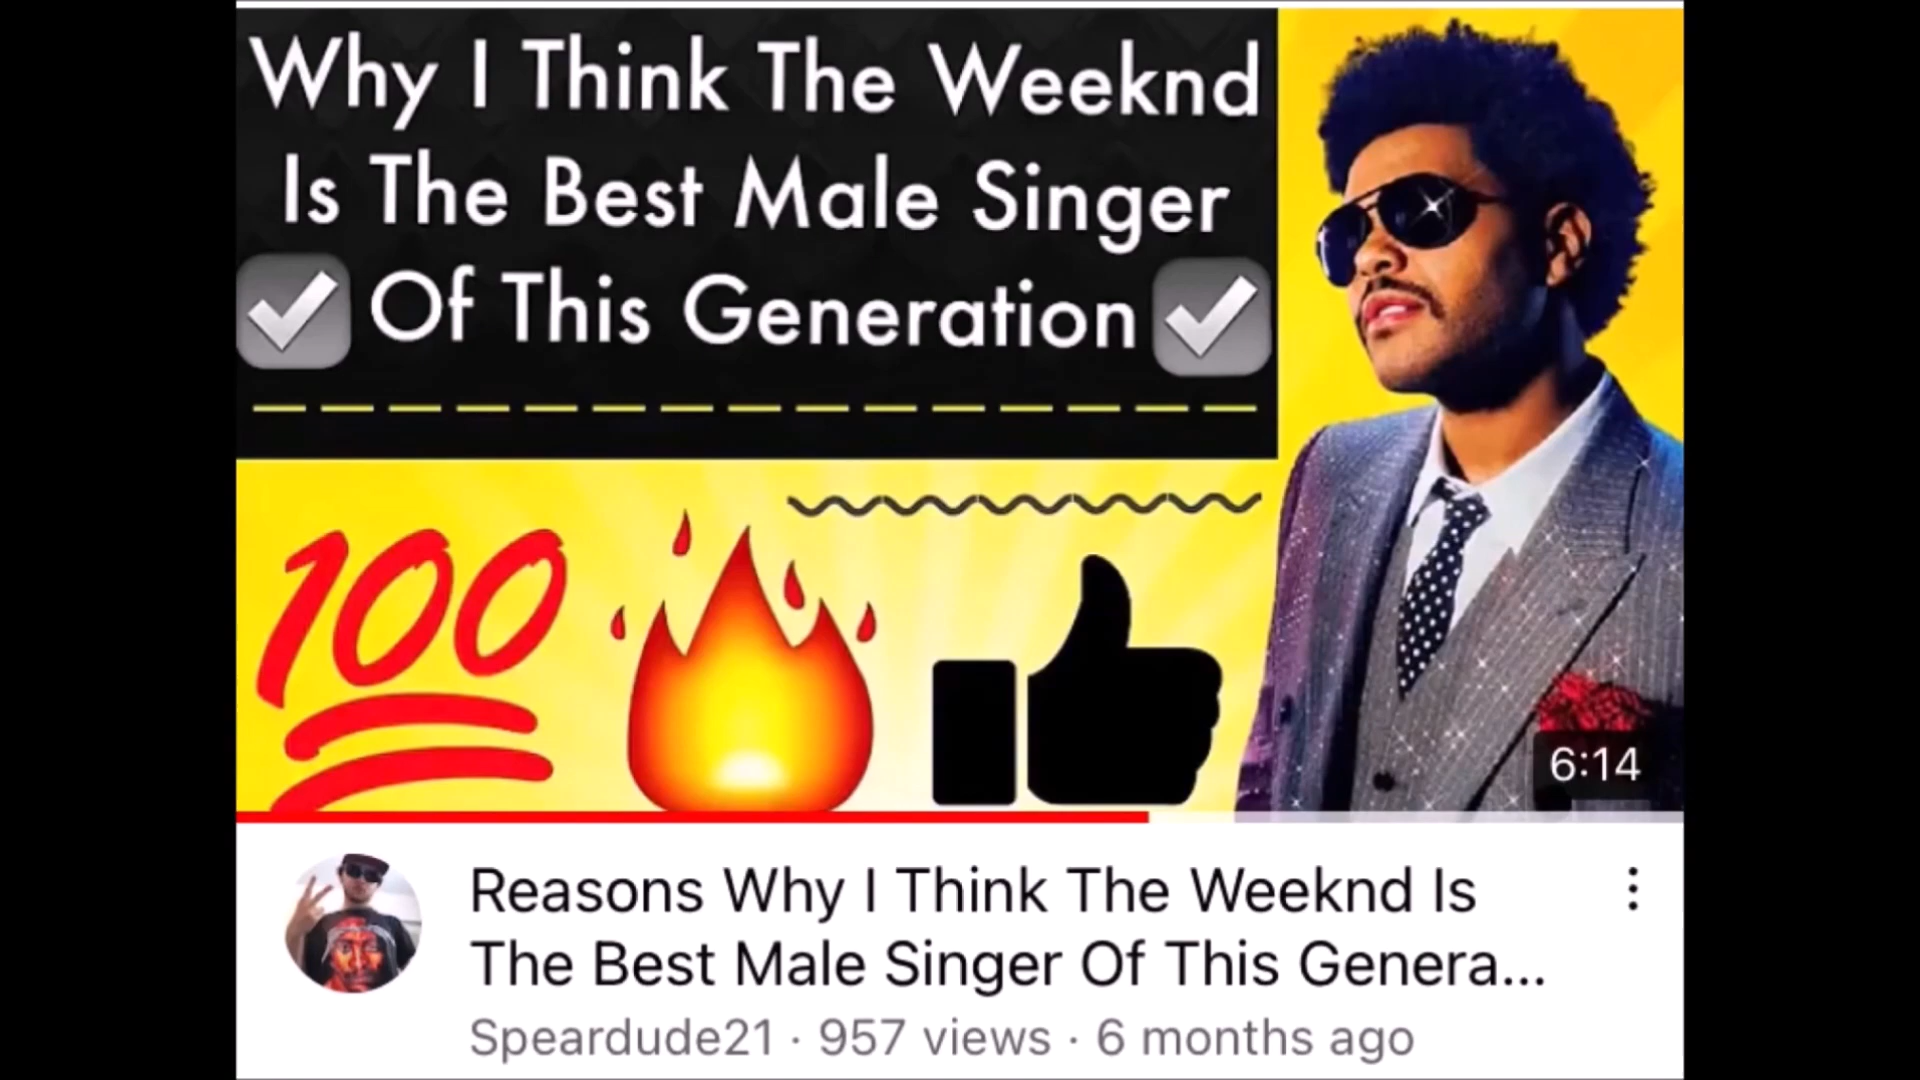 Why I Think The Weeknd
Is The Best Male Singer
Of This Generation
100
6:14
Reasons Why I Think The Weeknd Is
The Best Male Singer Of This Genera...
Speardude21 · 957 views · 6 months ago